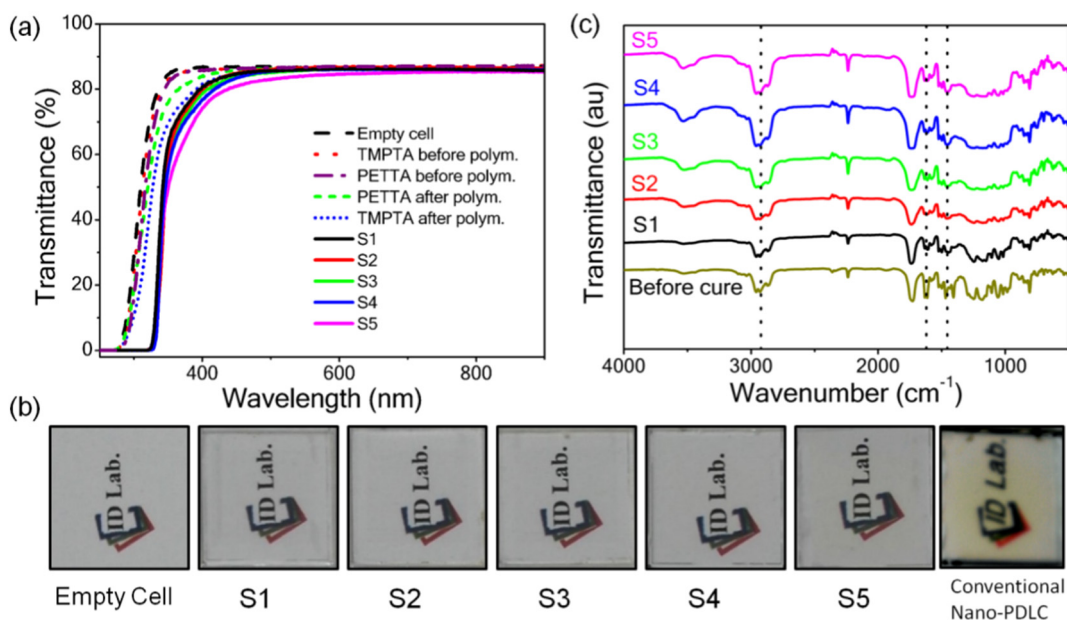 (a)
100
80
60
40
20
0
Transmittance (%)
400
600
800
Wavelength (nm)
Empty cell
TMPTA before polym.
PETTA before polym.
PETTA after polym.
TMPTA after polym.
S1
S2
S3
S4
S5
(c)
Transmittance (au)
S5
S4
S3
S2
S1
Before cure
4000
3000
2000
1000
Wavenumber (cm⁻¹)
(b)
ID Lab.
ID Lab.
ID Lab.
ID Lab.
ID Lab.
ID Lab.
ID Lab.
Empty Cell
S1
S2
S3
S4
S5
Conventional
Nano-PDLC